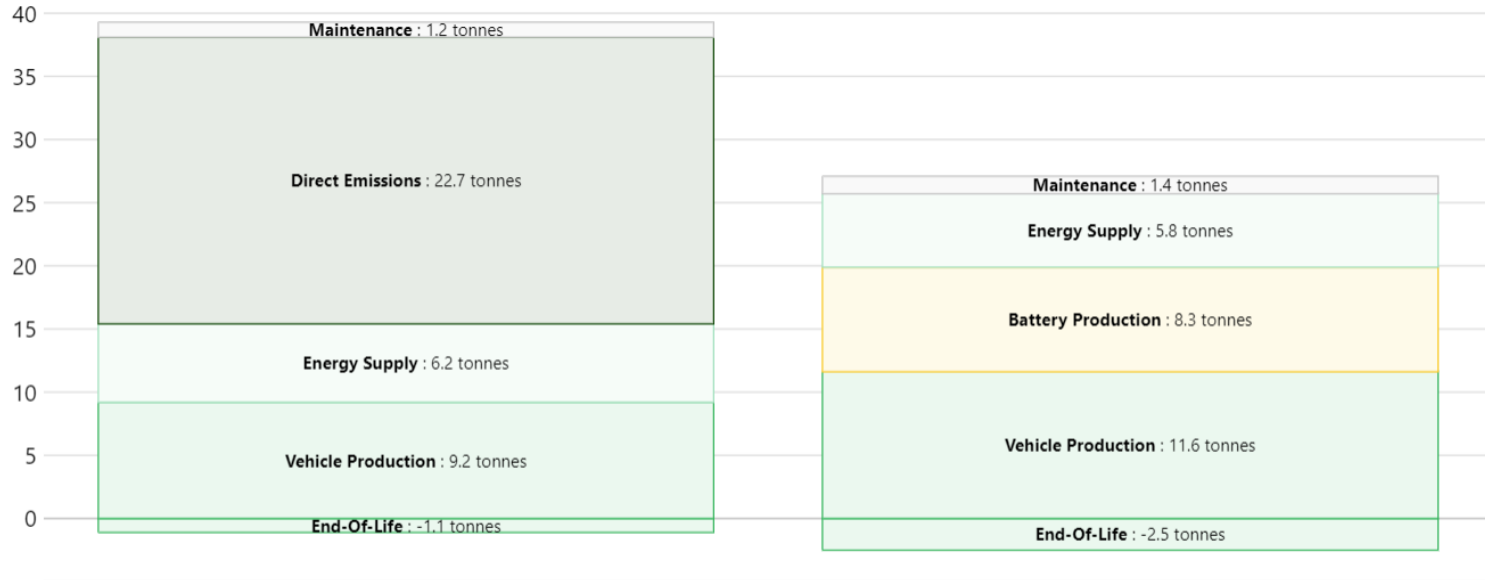 40
Maintenance : 1.2 tonnes
35
30
Direct Emissions : 22.7 tonnes
Maintenance : 1.4 tonnes
25
Energy Supply : 5.8 tonnes
20
Battery Production : 8.3 tonnes
15
Energy Supply : 6.2 tonnes
10
Vehicle Production : 11.6 tonnes
Vehicle Production : 9.2 tonnes
5
0
End-Of-Life : -1.1 tonnes
End-Of-Life : -2.5 tonnes